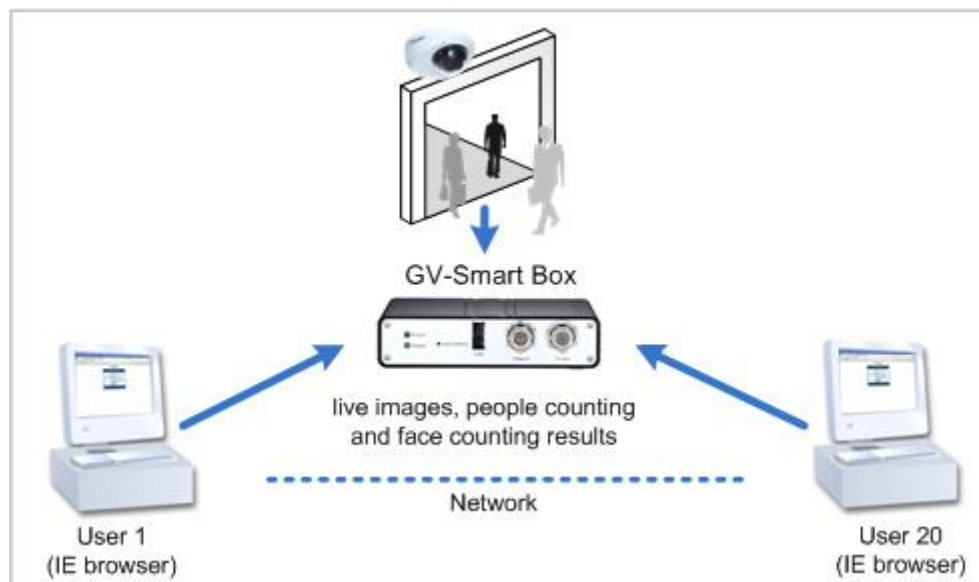 GV-Smart Box
live images, people counting
and face counting results
Network
User 1
(IE browser)
User 20
(IE browser)